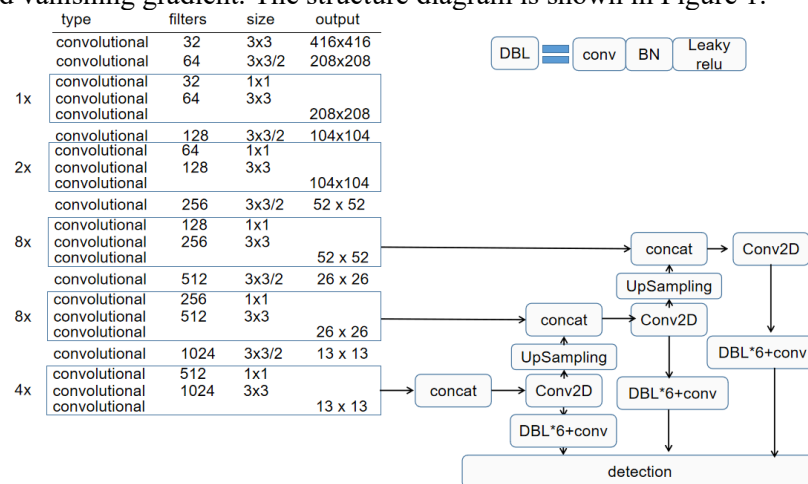 d vanishing gradient. The structure diagram is shown in Figure 1.
type filters size output
convolutional 32 3x3 416x416
convolutional 64 3x3/2 208x208
convolutional 32 1x1
1x convolutional 64 3x3
convolutional 208x208
convolutional 128 3x3/2 104x104
convolutional 64 1x1
2x convolutional 128 3x3
convolutional 104x104
convolutional 256 3x3/2 52 x 52
convolutional 128 1x1
8x convolutional 256 3x3
convolutional 52 x 52
convolutional 512 3x3/2 26 x 26
convolutional 256 1x1
8x convolutional 512 3x3
convolutional 26 x 26
convolutional 1024 3x3/2 13 x 13
convolutional 512 1x1
4x convolutional 1024 3x3
convolutional 13 x 13
DBL conv BN Leaky
relu
concat Conv2D
UpSampling
concat Conv2D
UpSampling
DBL*6+conv
concat Conv2D
DBL*6+conv
DBL*6+conv
detection